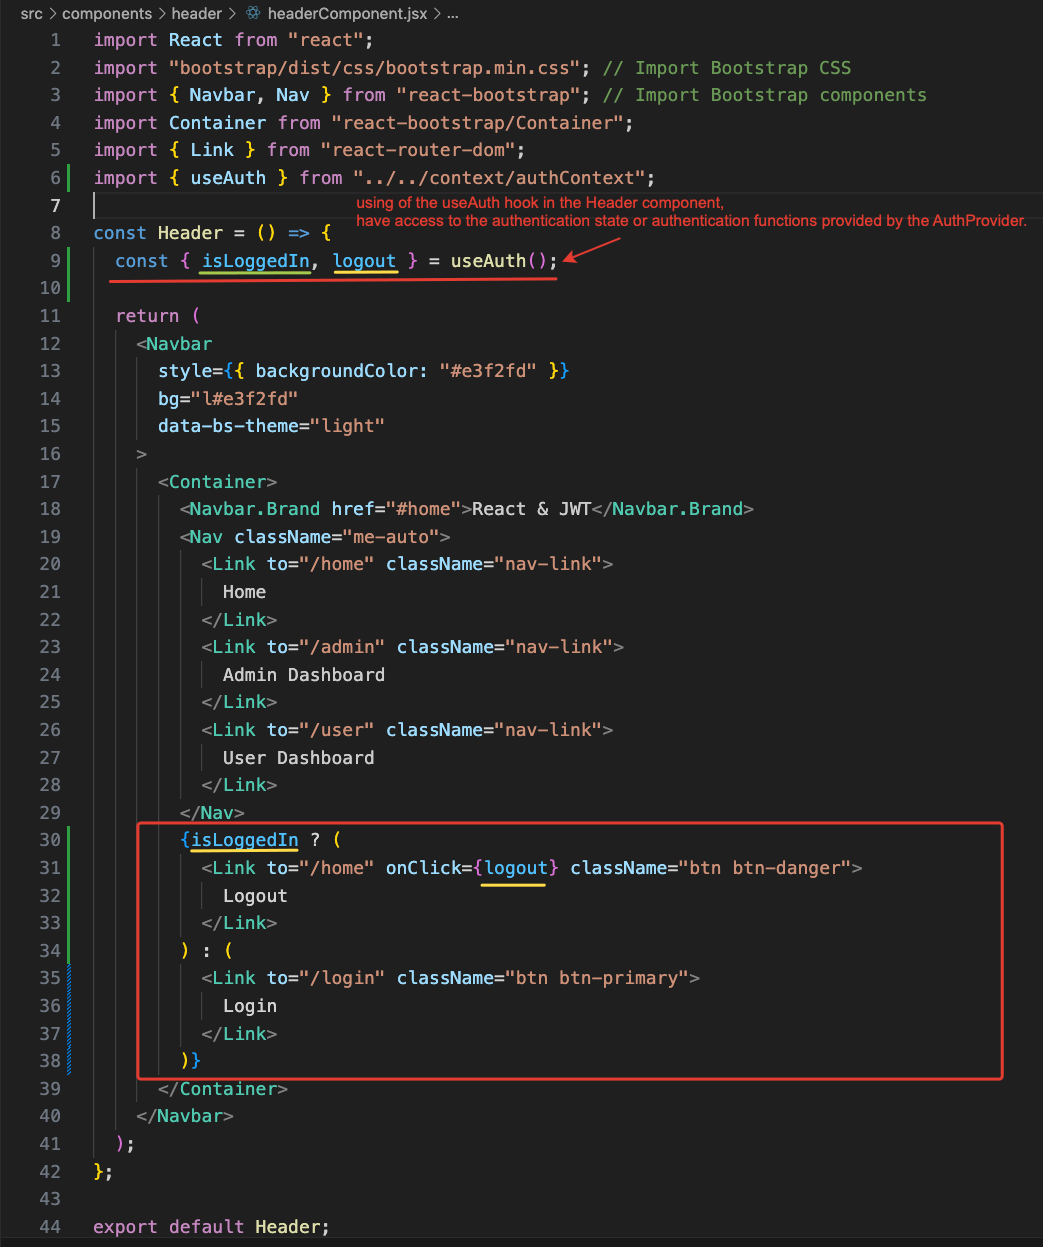 src > components > header > headerComponent.jsx > ...
1 import React from "react";
2 import "bootstrap/dist/css/bootstrap.min.css"; // Import Bootstrap CSS
3 import { Navbar, Nav } from "react-bootstrap"; // Import Bootstrap components
4 import Container from "react-bootstrap/Container";
5 import { Link } from "react-router-dom";
6 import { useAuth } from "../../context/authContext";
7
using of the useAuth hook in the Header component,
have access to the authentication state or authentication functions provided by the AuthProvider.
8 const Header = () => {
9 const { isLoggedIn, logout } = useAuth();
10
11 return (
12 <Navbar
13 style={{ backgroundColor: "#e3f2fd" }}
14 bg="l#e3f2fd"
15 data-bs-theme="light"
16 >
17 <Container>
18 <Navbar.Brand href="#home">React & JWT</Navbar.Brand>
19 <Nav className="me-auto">
20 <Link to="/home" className="nav-link">
21 Home
22 </Link>
23 <Link to="/admin" className="nav-link">
24 Admin Dashboard
25 </Link>
26 <Link to="/user" className="nav-link">
27 User Dashboard
28 </Link>
29 </Nav>
30 {isLoggedIn ? (
31 <Link to="/home" onClick={logout} className="btn btn-danger">
32 Logout
33 </Link>
34 ) : (
35 <Link to="/login" className="btn btn-primary">
36 Login
37 </Link>
38 )}
39 </Container>
40 </Navbar>
41 );
42 };
43
44 export default Header;